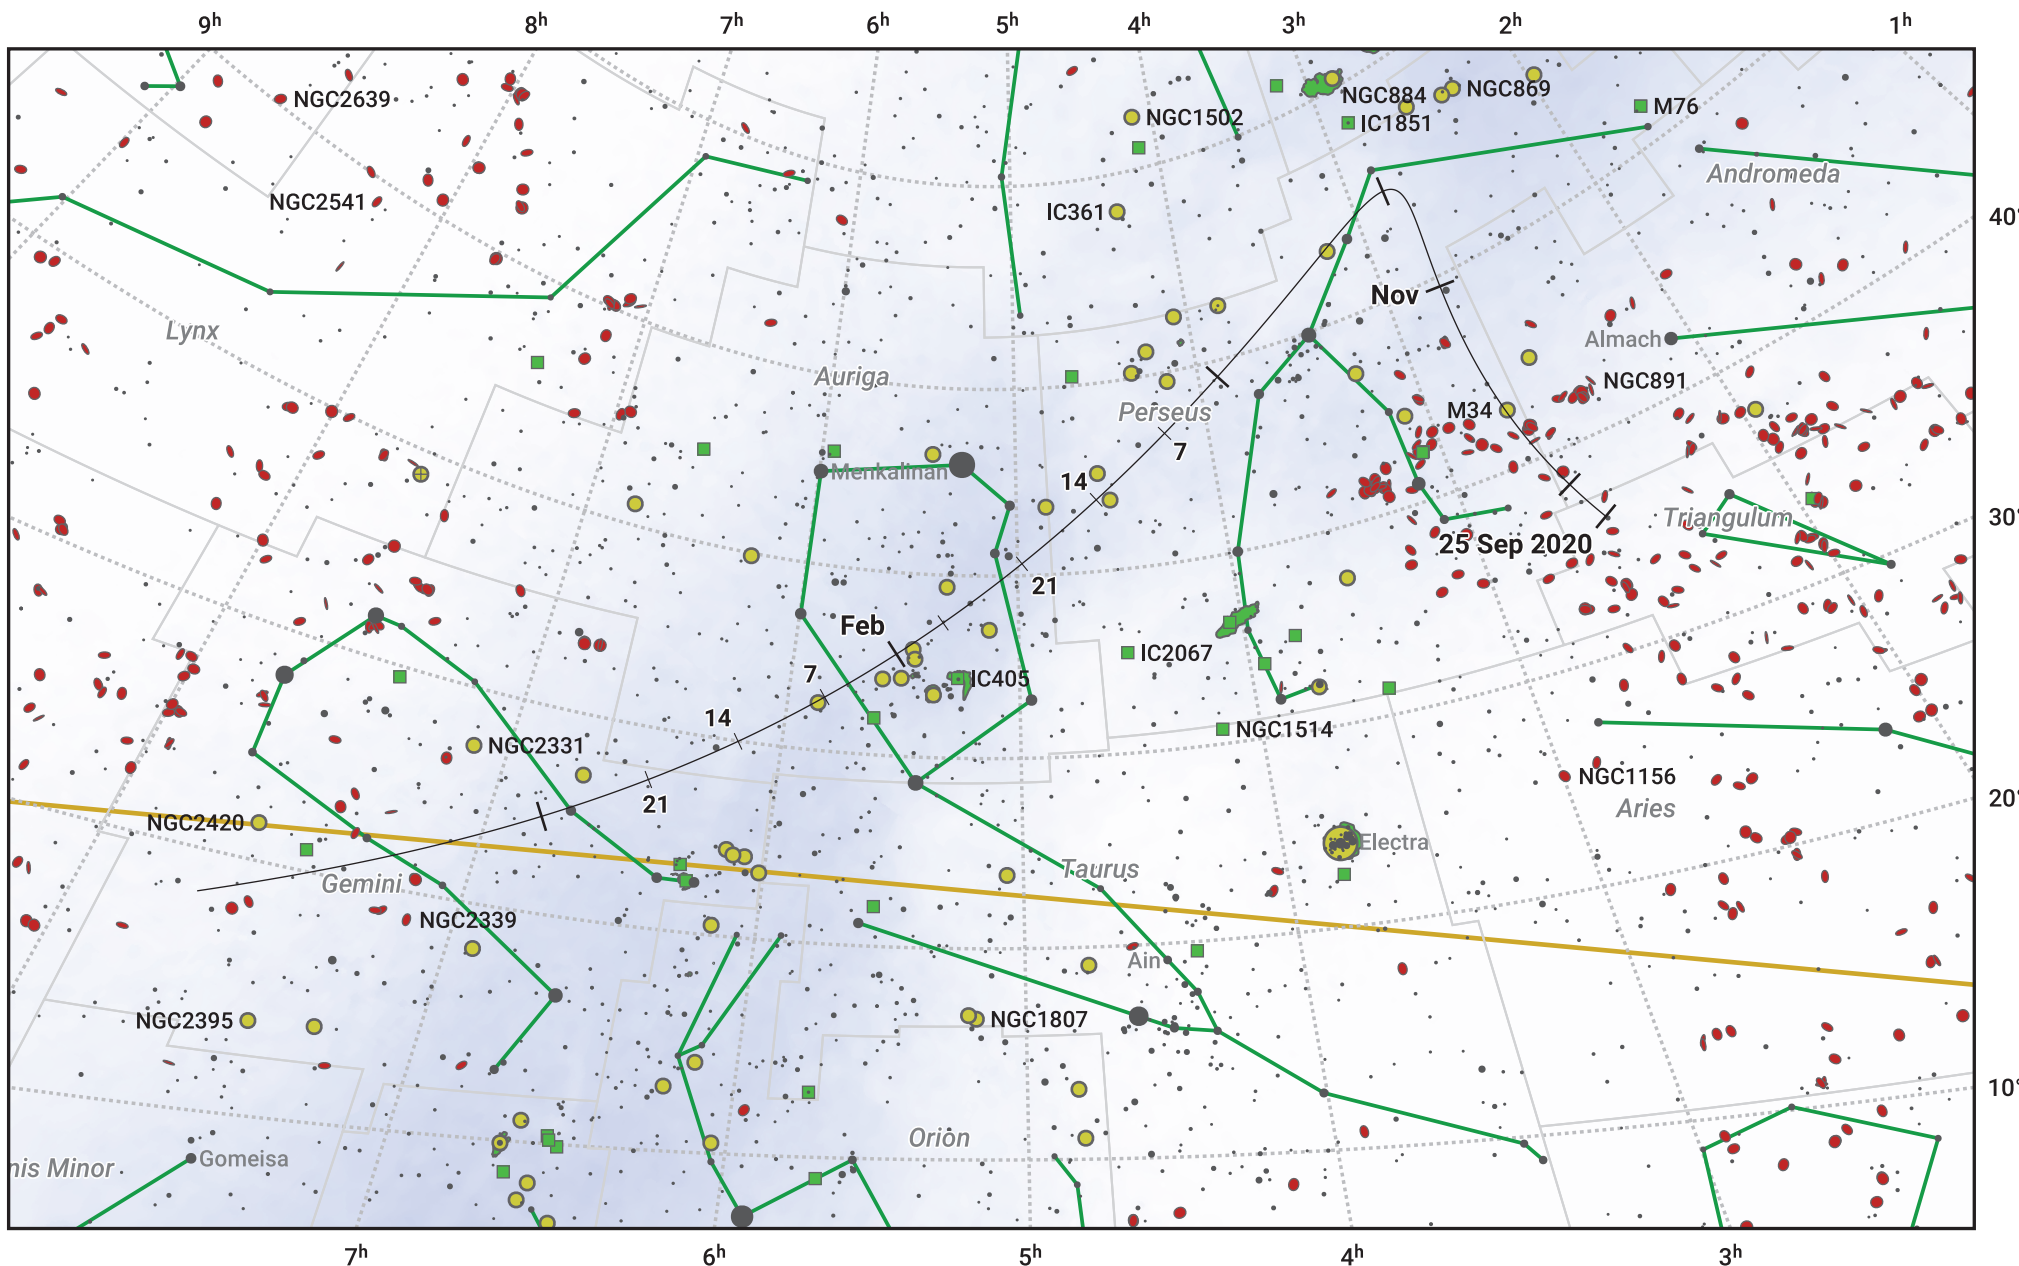 9h 8h 7h 6h 5h 4h 3h 2h 1h
NGC2639
NGC884
NGC869
M76
NGC1502
IC1851
Andromeda
NGC2541
IC361
40°
Nov
Lynx
Almach
Auriga
NGC891
Perseus
M34
7
Menkalinan
14
Triangulum
30°
25 Sep 2020
21
Feb
IC2067
7
IC405
14
NGC1514
NGC2331
NGC1156
21
Aries
20°
NGC2420
Electra
Taurus
Gemini
NGC2339
Ain
NGC2395
NGC1807
10°
Orion
Gomeisa
nis Minor
7h 6h 5h 4h 3h